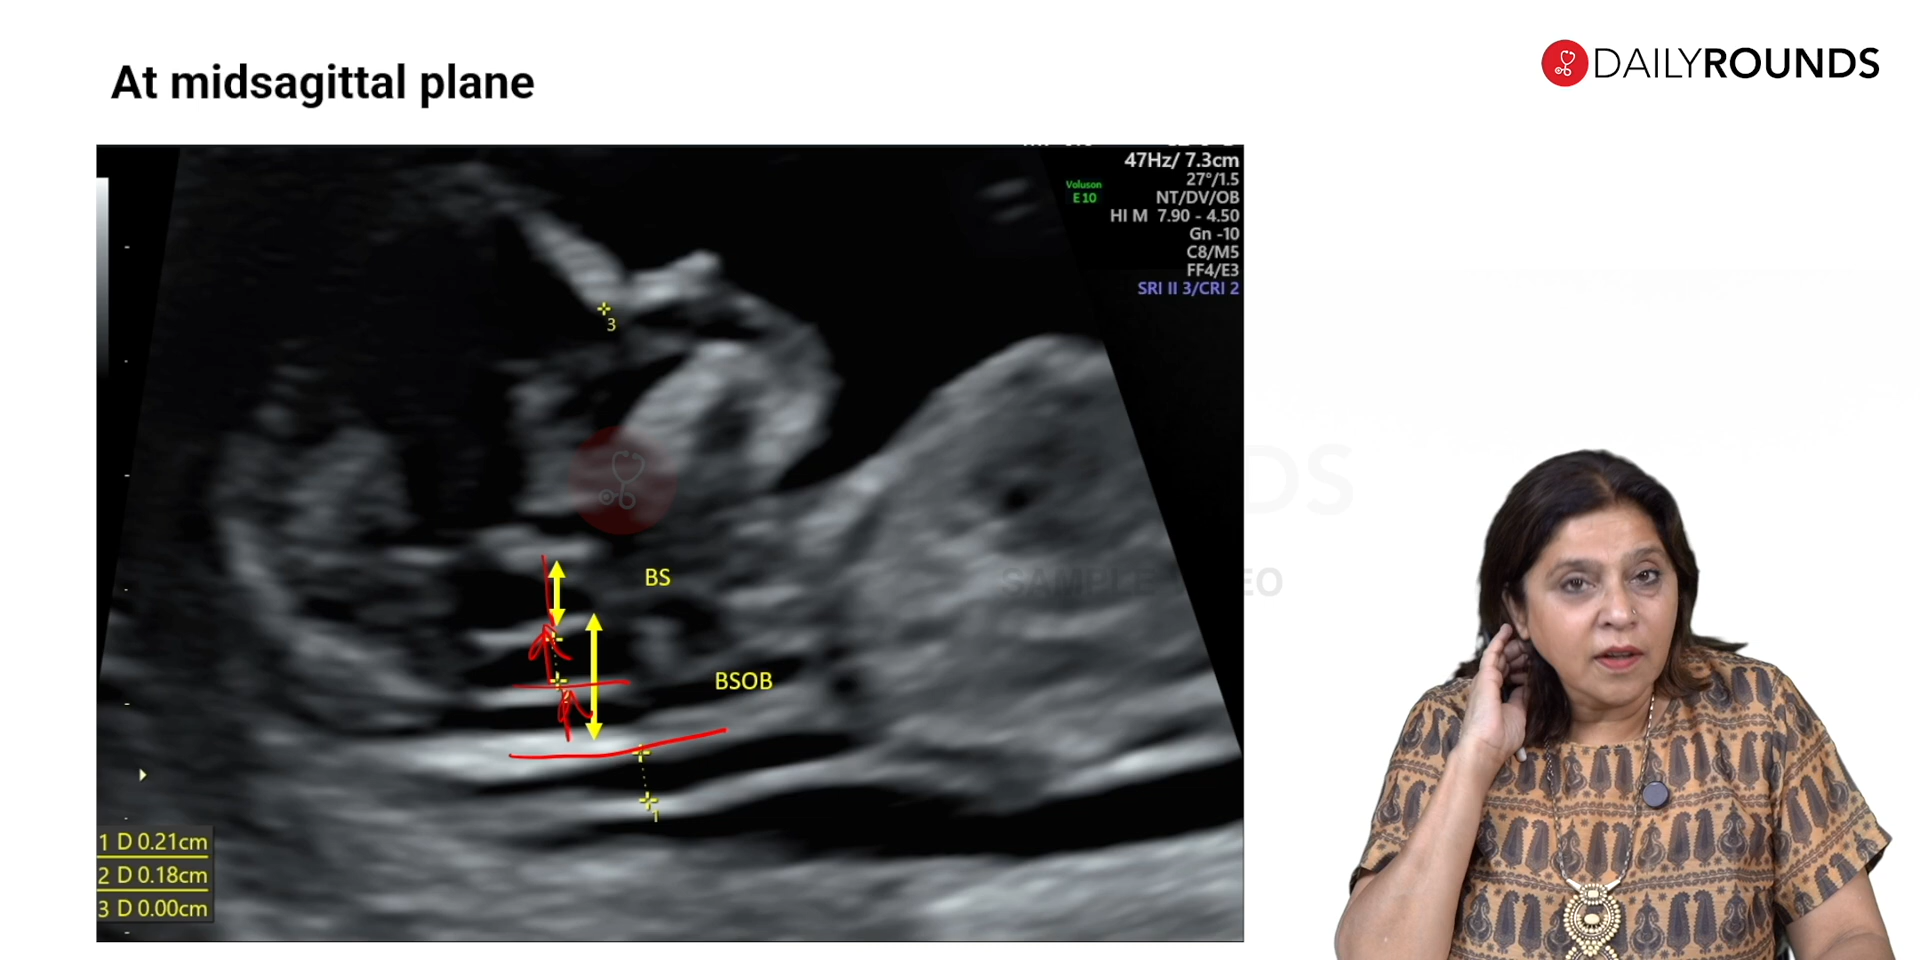 At midsagittal plane
DAILYROUNDS
47Hz/ 7.3cm
Voluson
E10
27°/1.5
NT/DV/OB
HI M 7.90 - 4.50
Gn -10
C8/M5
FF4/E3
SRI II 3/CRI 2
3
BS
BSOB
1
1 D 0.21cm
2 D 0.18cm
3 D 0.00cm